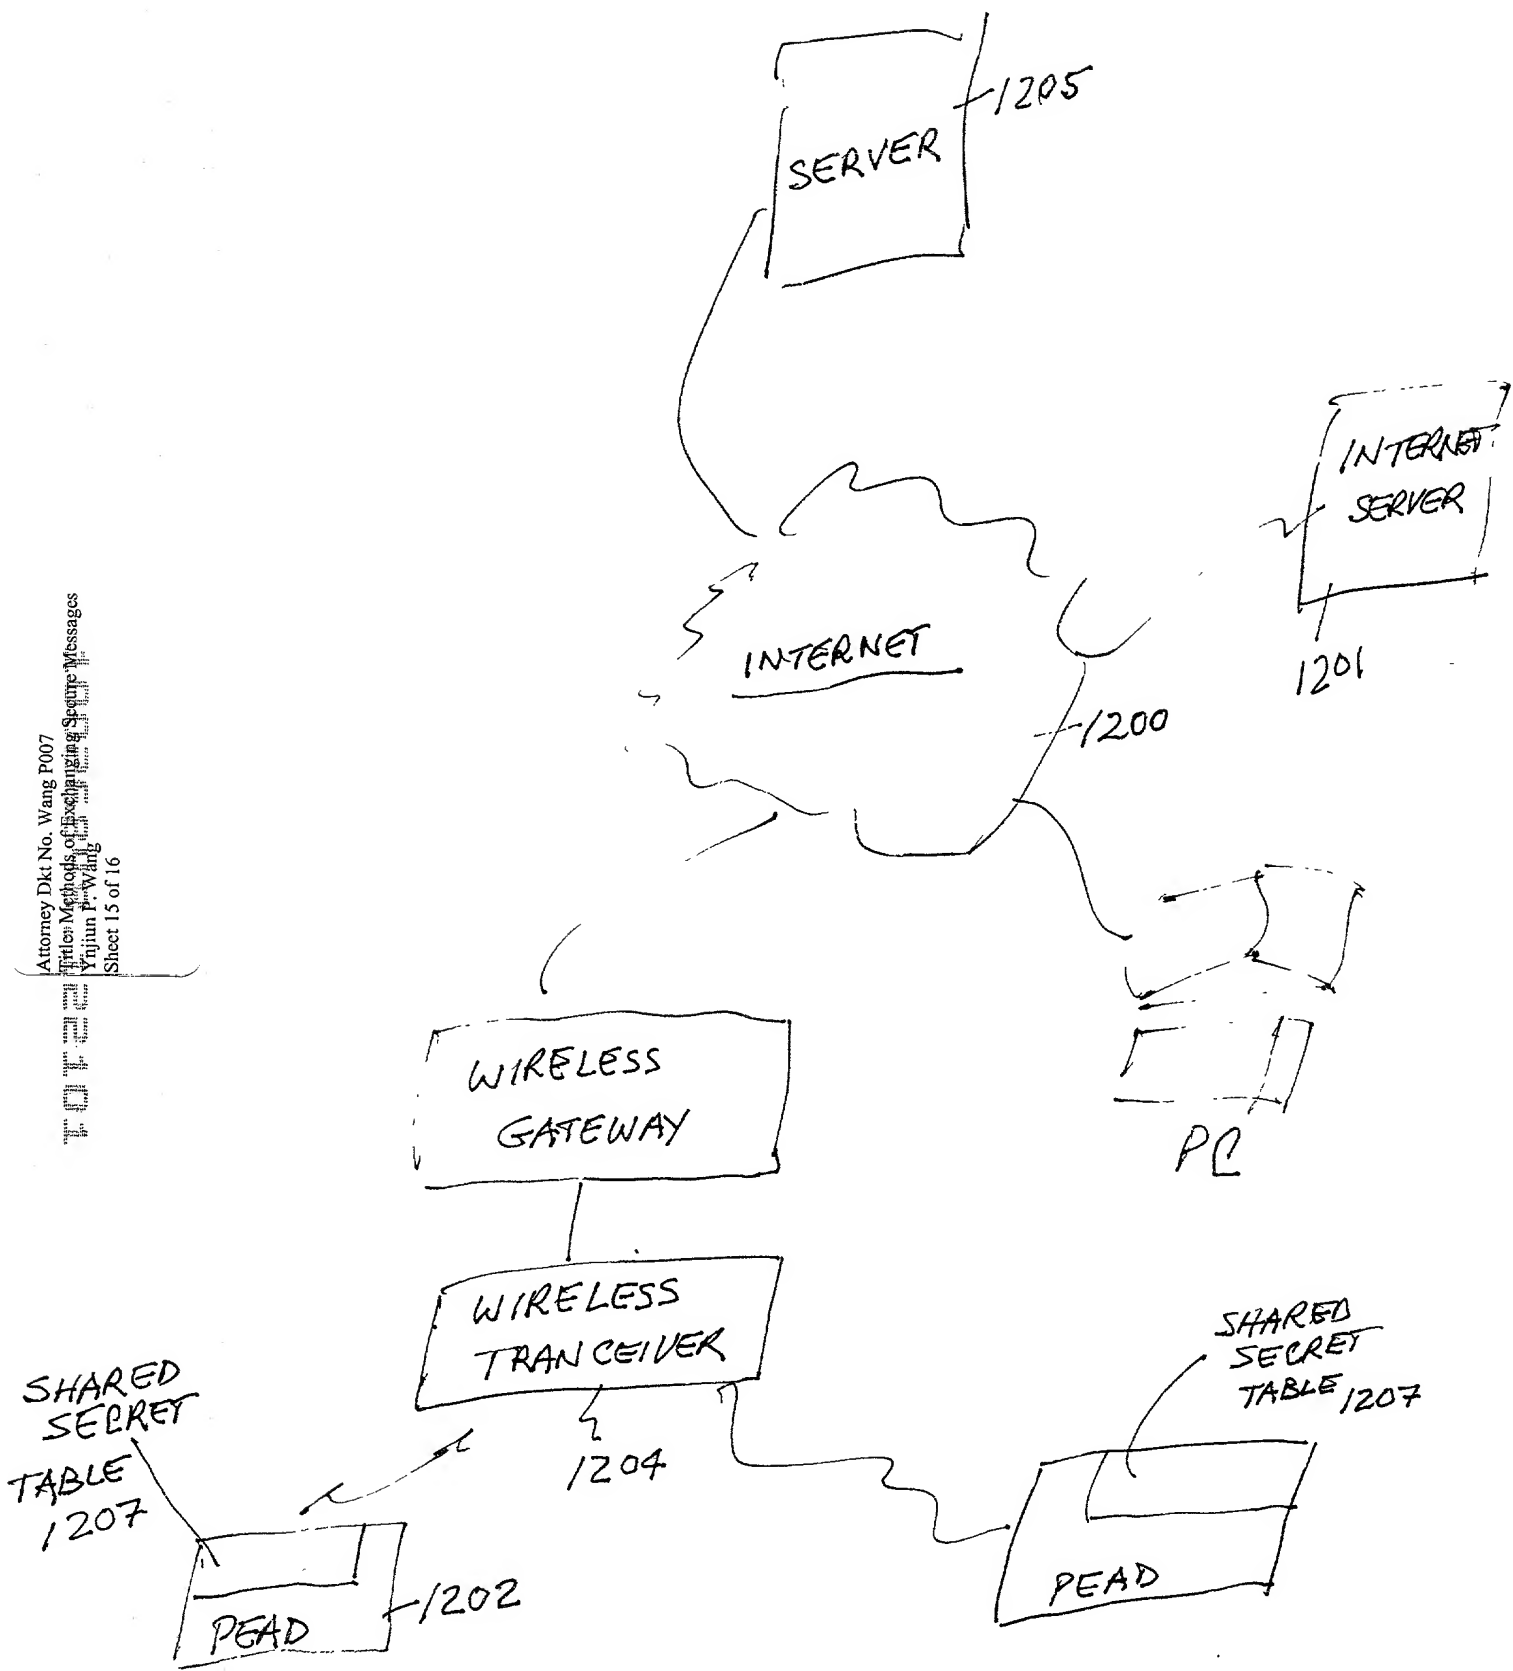 1205
SERVER
INTERNET
SERVER
1201
INTERNET
1200
Attorney Dkt No. Wang P007
Title: Methods of Exchanging Secure Messages
Ynjiun P. Wang
Sheet 15 of 16
PC
WIRELESS
GATEWAY
WIRELESS
TRANCEIVER
1204
SHARED
SECRET
TABLE
1207
SHARED
SECRET
TABLE 1207
PEAD
1202
PEAD